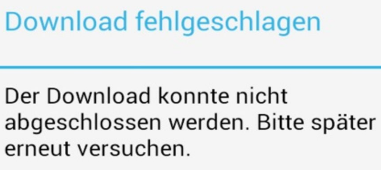 Download fehlgeschlagen
Der Download konnte nicht
abgeschlossen werden. Bitte später
erneut versuchen.